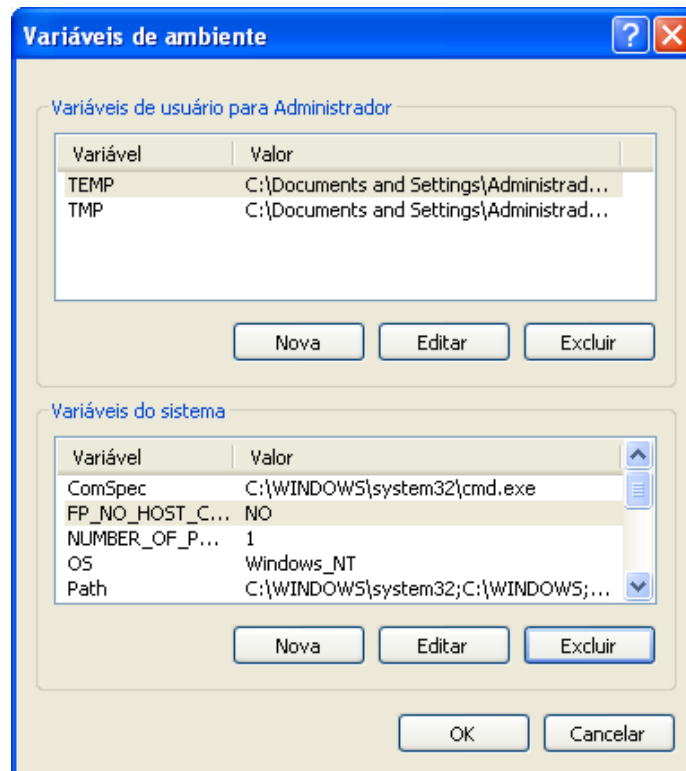 Variáveis de ambiente
Variáveis de usuário para Administrador
Variável Valor
TEMP C:\Documents and Settings\Administrad...
TMP C:\Documents and Settings\Administrad...
Nova Editar Excluir
Variáveis do sistema
Variável Valor
ComSpec C:\WINDOWS\system32\cmd.exe
FP_NO_HOST_C... NO
NUMBER_OF_P... 1
OS Windows_NT
Path C:\WINDOWS\system32;C:\WINDOWS;...
Nova Editar Excluir
OK Cancelar